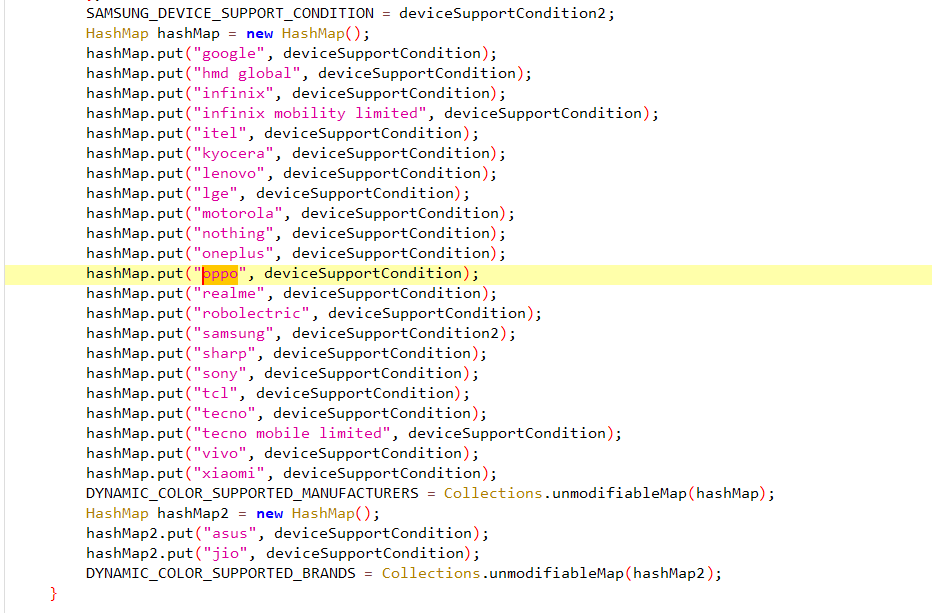 SAMSUNG_DEVICE_SUPPORT_CONDITION = deviceSupportCondition2;
HashMap hashMap = new HashMap();
hashMap.put("google", deviceSupportCondition);
hashMap.put("hmd global", deviceSupportCondition);
hashMap.put("infinix", deviceSupportCondition);
hashMap.put("infinix mobility limited", deviceSupportCondition);
hashMap.put("itel", deviceSupportCondition);
hashMap.put("kyocera", deviceSupportCondition);
hashMap.put("lenovo", deviceSupportCondition);
hashMap.put("lge", deviceSupportCondition);
hashMap.put("motorola", deviceSupportCondition);
hashMap.put("nothing", deviceSupportCondition);
hashMap.put("oneplus", deviceSupportCondition);
hashMap.put("oppo", deviceSupportCondition);
hashMap.put("realme", deviceSupportCondition);
hashMap.put("robolectric", deviceSupportCondition);
hashMap.put("samsung", deviceSupportCondition2);
hashMap.put("sharp", deviceSupportCondition);
hashMap.put("sony", deviceSupportCondition);
hashMap.put("tcl", deviceSupportCondition);
hashMap.put("tecno", deviceSupportCondition);
hashMap.put("tecno mobile limited", deviceSupportCondition);
hashMap.put("vivo", deviceSupportCondition);
hashMap.put("xiaomi", deviceSupportCondition);
DYNAMIC_COLOR_SUPPORTED_MANUFACTURERS = Collections.unmodifiableMap(hashMap);
HashMap hashMap2 = new HashMap();
hashMap2.put("asus", deviceSupportCondition);
hashMap2.put("jio", deviceSupportCondition);
DYNAMIC_COLOR_SUPPORTED_BRANDS = Collections.unmodifiableMap(hashMap2);
}